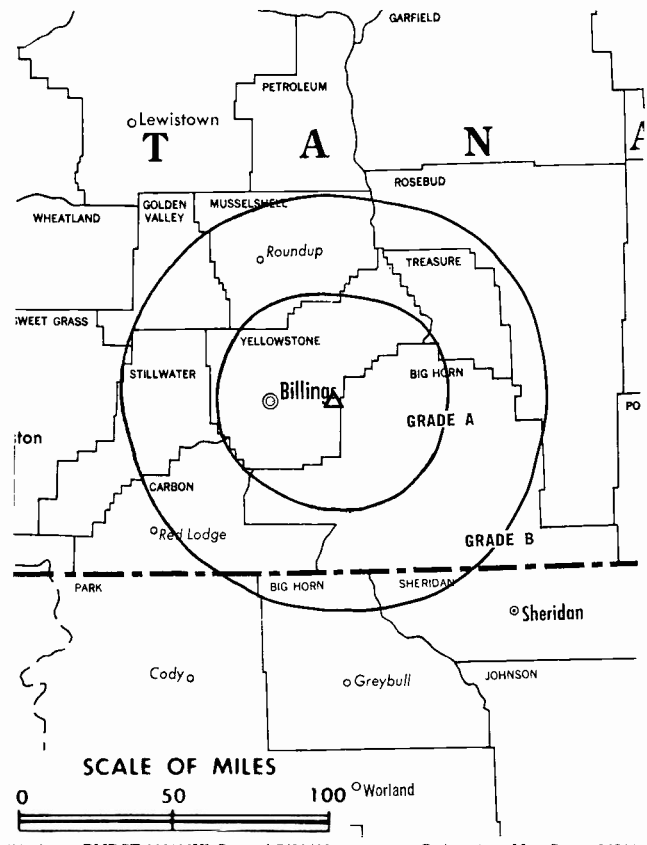 GARFIELD
PETROLEUM
Lewistown
T A N A
ROSEBUD
GOLDEN
VALLEY
MUSSELSHELL
WHEATLAND
Roundup
TREASURE
SWEET GRASS
YELLOWSTONE
STILLWATER
BIG HORN
Billings
PO
GRADE A
ton
CARBON
Red Lodge
GRADE B
PARK
BIG HORN
SHERIDAN
Sheridan
Cody
Greybull
JOHNSON
SCALE OF MILES
0 50 100
Worland